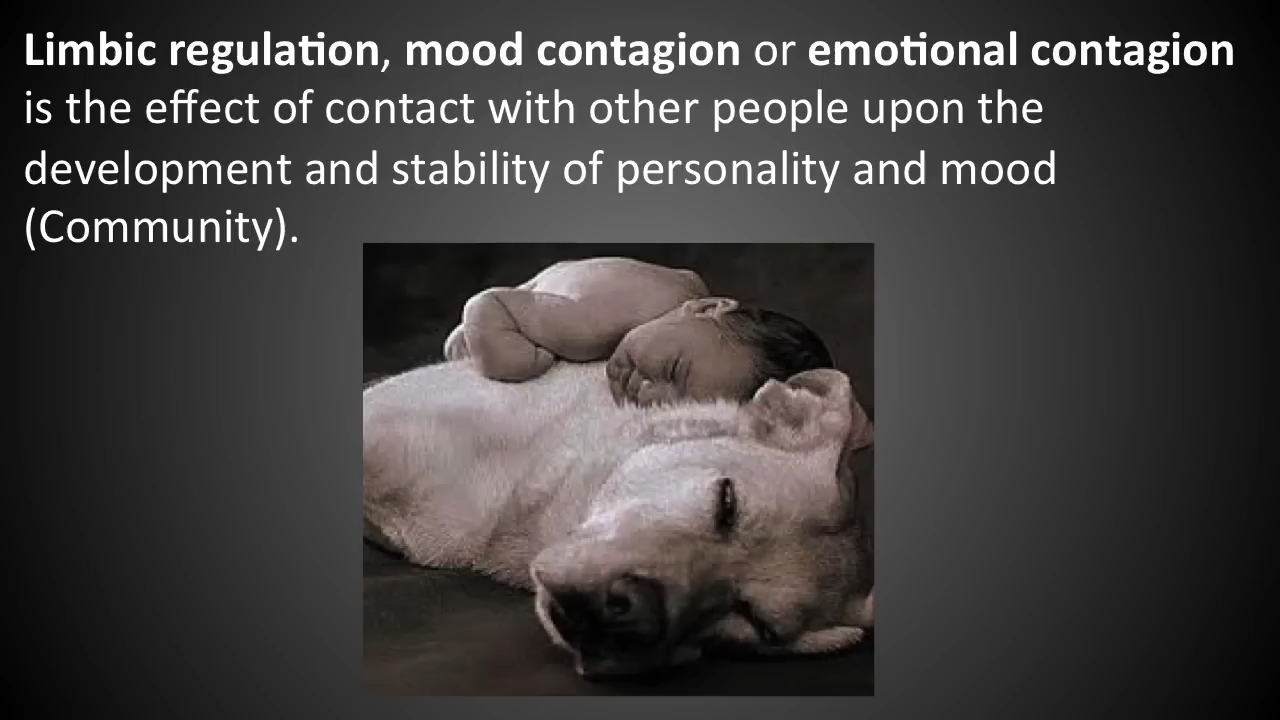 Limbic regulation, mood contagion or emotional contagion
is the effect of contact with other people upon the
development and stability of personality and mood
(Community).